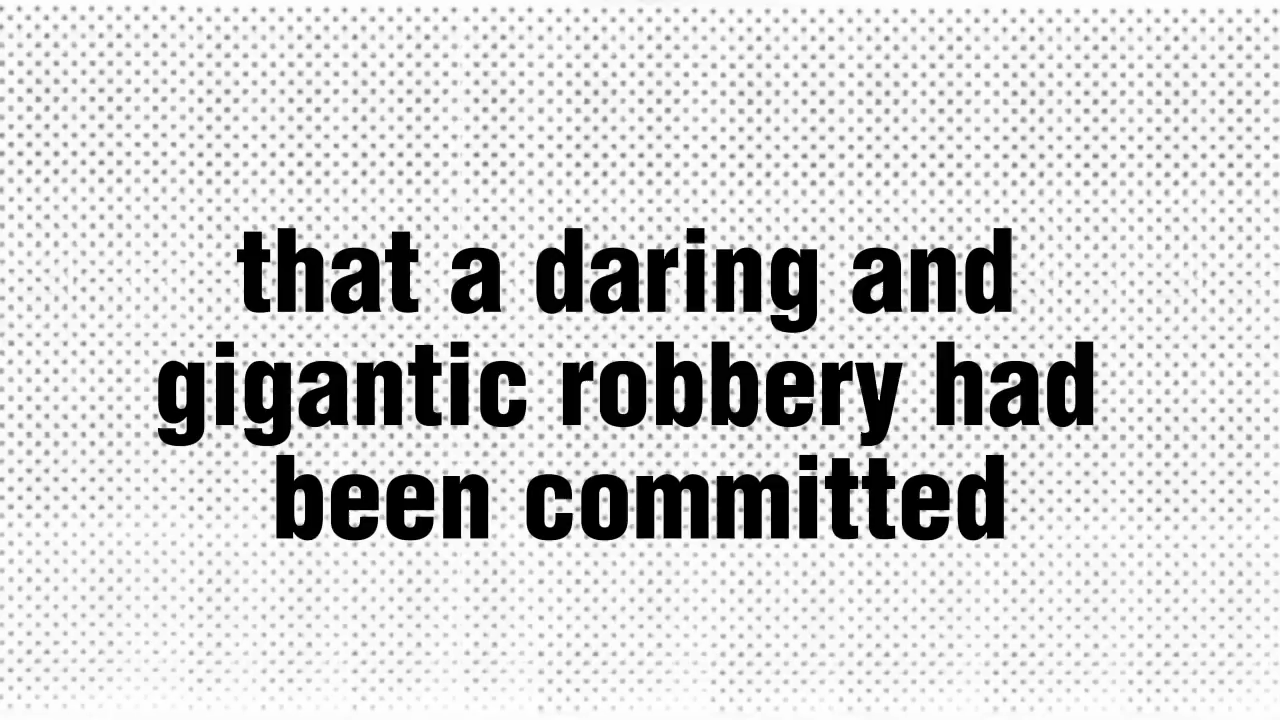 that a daring and
gigantic robbery had
been committed